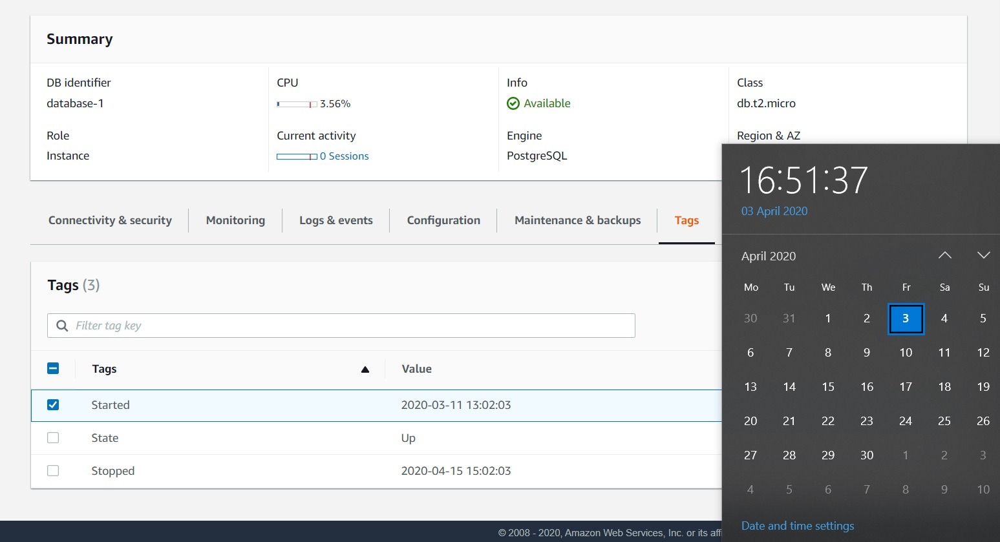 Summary
DB identifier
database-1
CPU
3.56%
Info
Available
Class
db.t2.micro
Role
Instance
Current activity
0 Sessions
Engine
PostgreSQL
Region & AZ
Connectivity & security
Monitoring
Logs & events
Configuration
Maintenance & backups
Tags
Tags (3)
Filter tag key
Tags Value
Started 2020-03-11 13:02:03
State Up
Stopped 2020-04-15 15:02:03
© 2008 - 2020, Amazon Web Services, Inc. or its affi
16:51:37
03 April 2020
April 2020
Mo Tu We Th Fr Sa Su
30 31 1 2 3 4 5
6 7 8 9 10 11 12
13 14 15 16 17 18 19
20 21 22 23 24 25 26
27 28 29 30 1 2 3
4 5 6 7 8 9 10
Date and time settings